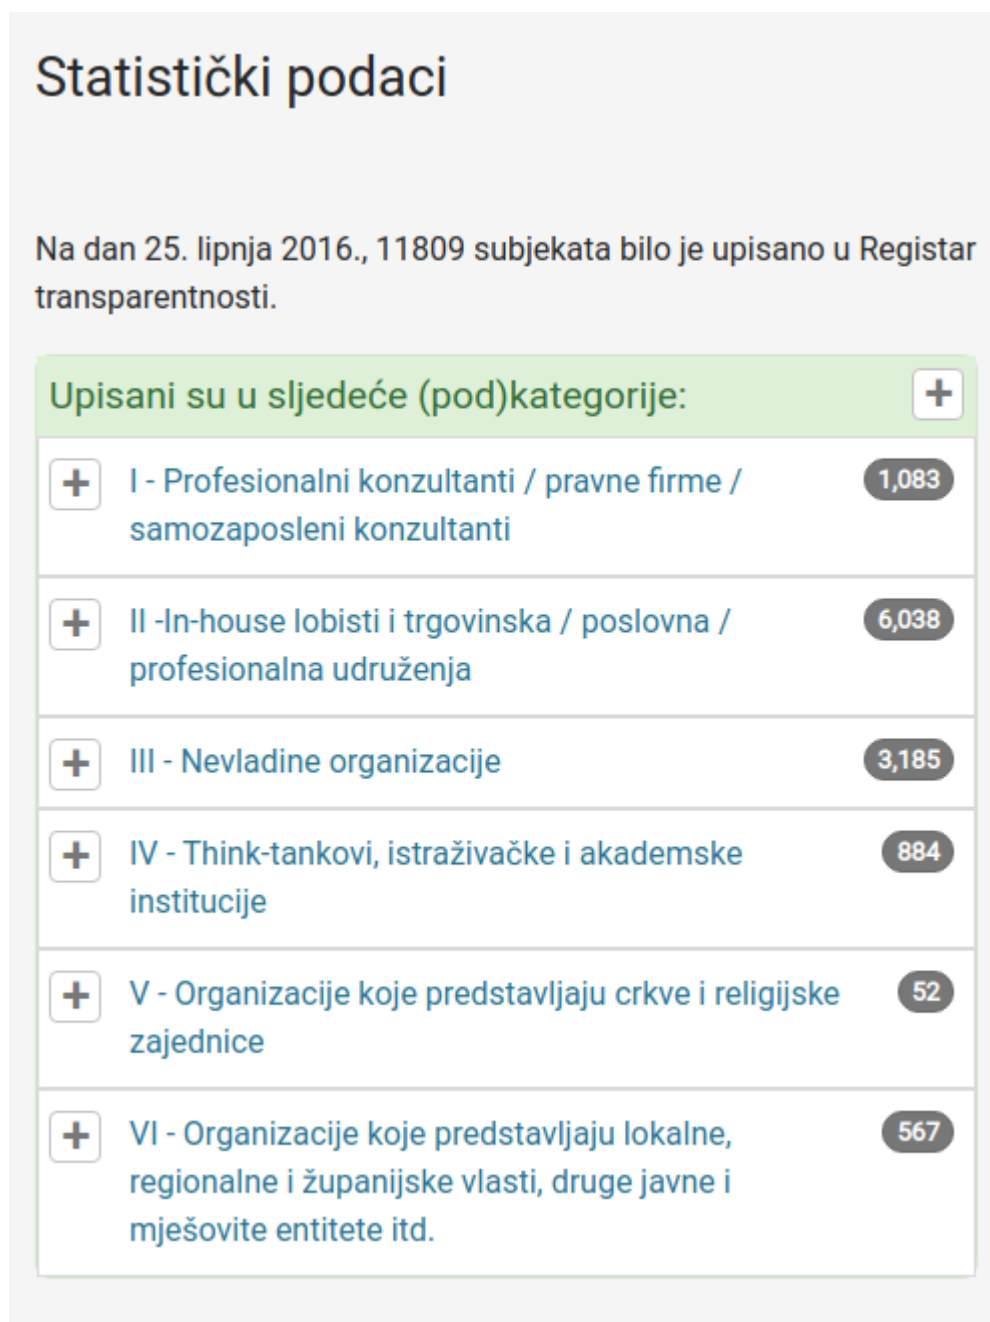 Statistički podaci
Na dan 25. lipnja 2016., 11809 subjekata bilo je upisano u Registar
transparentnosti.
Upisani su u sljedeće (pod)kategorije:
I - Profesionalni konzultanti / pravne firme /
samozaposleni konzultanti
1,083
II -In-house lobisti i trgovinska / poslovna /
profesionalna udruženja
6,038
III - Nevladine organizacije
3,185
IV - Think-tankovi, istraživačke i akademske
institucije
884
V - Organizacije koje predstavljaju crkve i religijske
zajednice
52
VI - Organizacije koje predstavljaju lokalne,
regionalne i županijske vlasti, druge javne i
mješovite entitete itd.
567